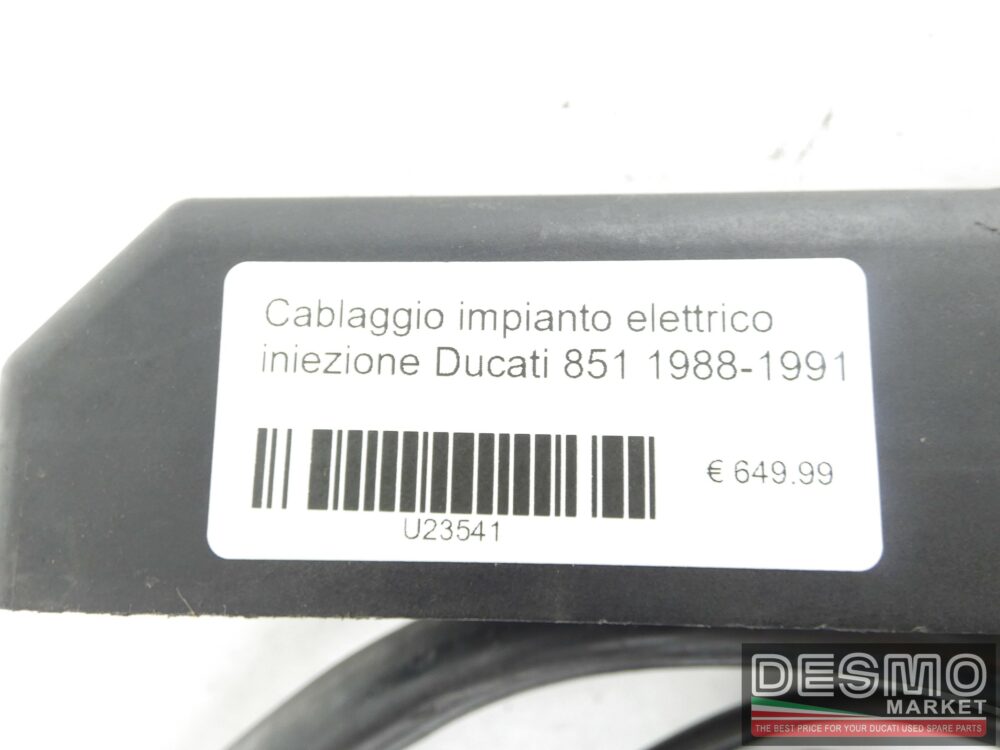 Cablaggio impianto elettrico
iniezione Ducati 851 1988-1991
€ 649.99
U23541
DESMO
MARKET
THE BEST PRICE FOR YOUR DUCATI USED SPARE PARTS